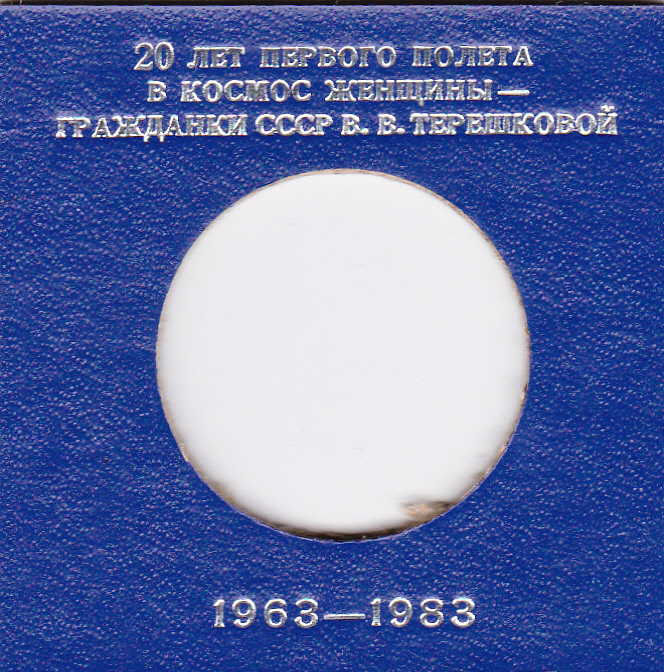 20 ЛЕТ ПЕРВОГО ПОЛЕТА
В КОСМОС ЖЕНЩИНЫ —
ГРАЖДАНКИ СССР В. В. ТЕРЕШКОВОЙ
1963—1983